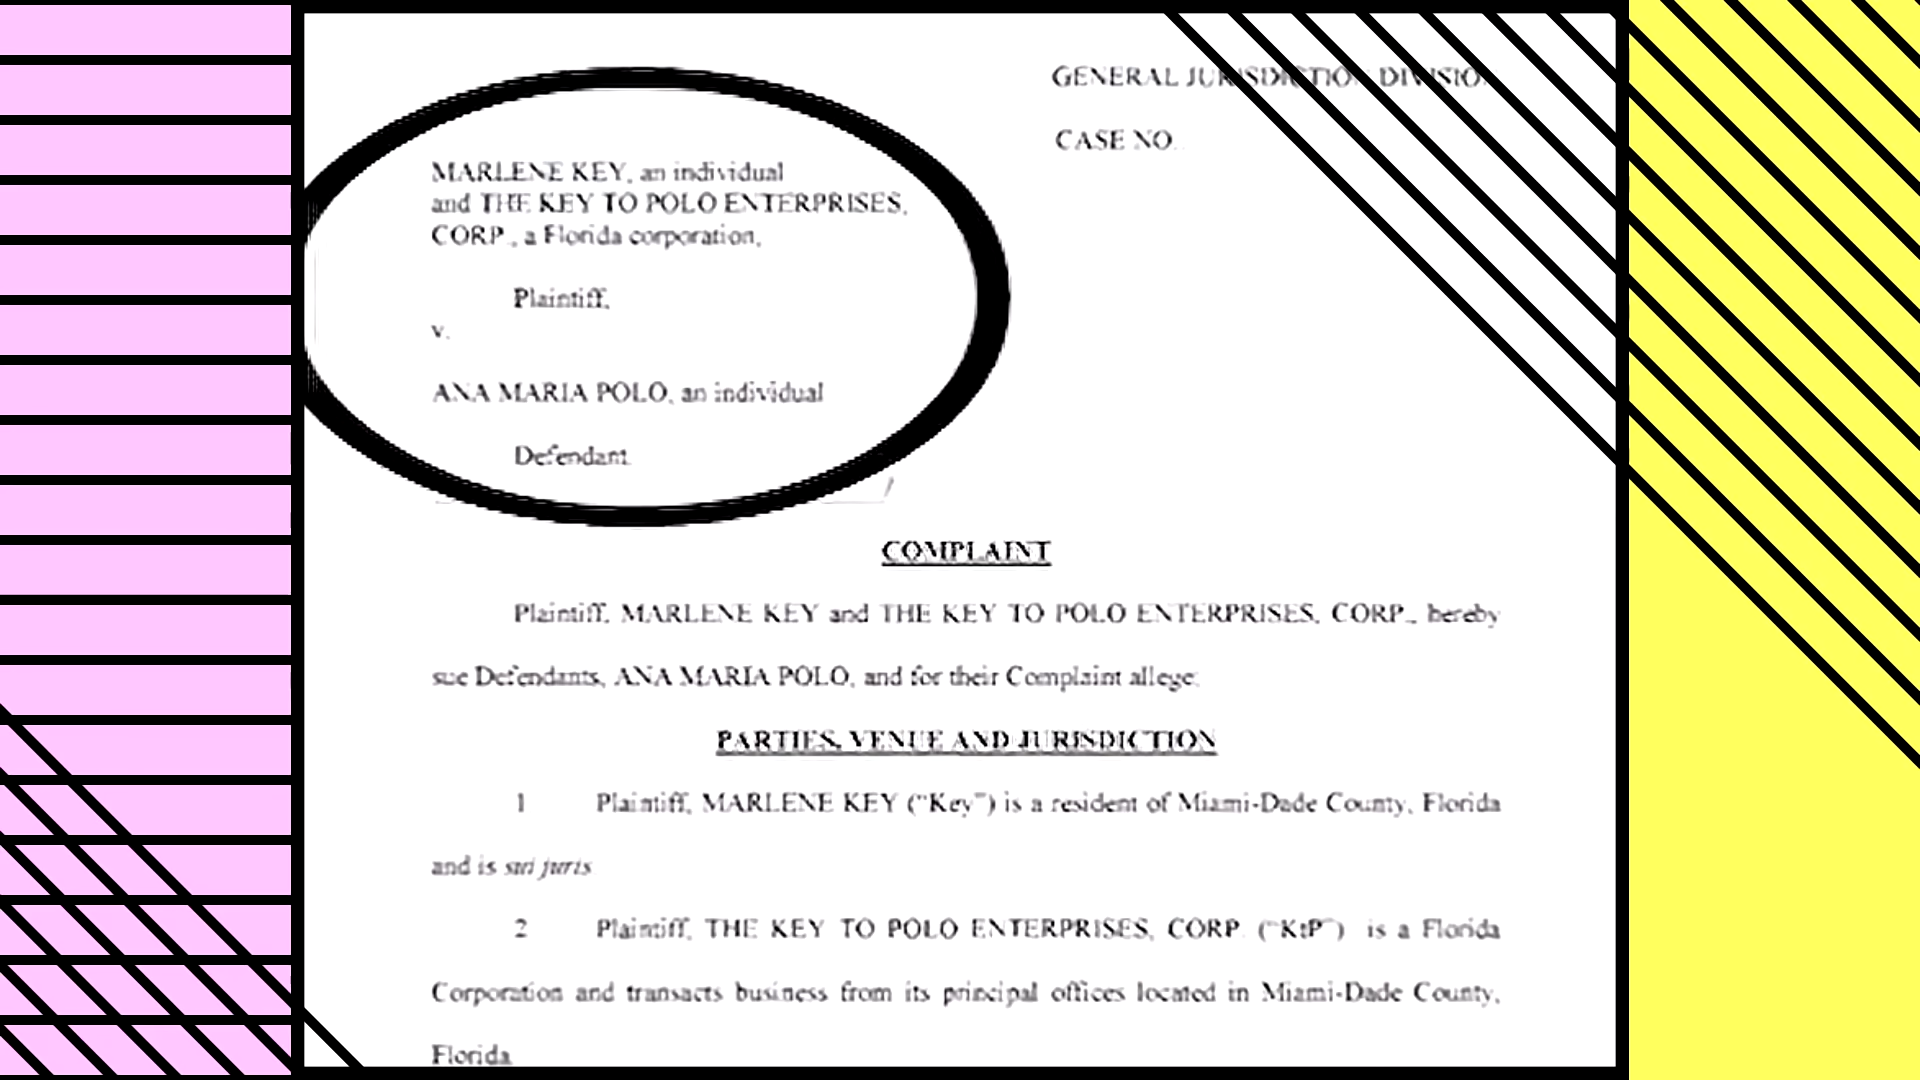 GENERAL JURISDICTION DIVISIO
CASE NO.
MARLENE KEY, an individual
and THE KEY TO POLO ENTERPRISES,
CORP., a Florida corporation,
Plaintiff,
v.
ANA MARIA POLO, an individual
Defendant.
COMPLAINT
Plaintiff, MARLENE KEY and THE KEY TO POLO ENTERPRISES, CORP., hereby
sue Defendants, ANA MARIA POLO, and for their Complaint allege:
PARTIES, VENUE AND JURISDICTION
1 Plaintiff, MARLENE KEY ("Key") is a resident of Miami-Dade County, Florida
and is sui juris
2 Plaintiff, THE KEY TO POLO ENTERPRISES, CORP. ("KtP") is a Florida
Corporation and transacts business from its principal offices located in Miami-Dade County,
Florida